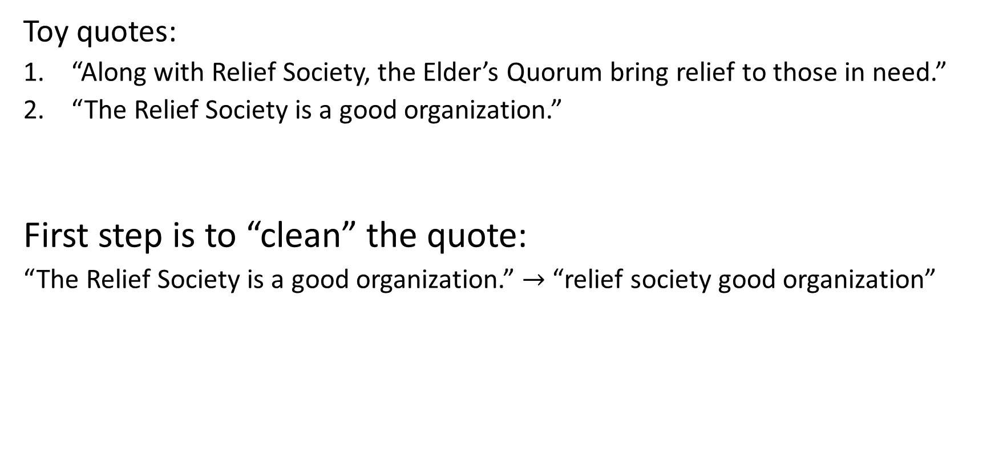 Toy quotes:
1. “Along with Relief Society, the Elder’s Quorum bring relief to those in need.”
2. “The Relief Society is a good organization.”
First step is to “clean” the quote:
“The Relief Society is a good organization.” → “relief society good organization”